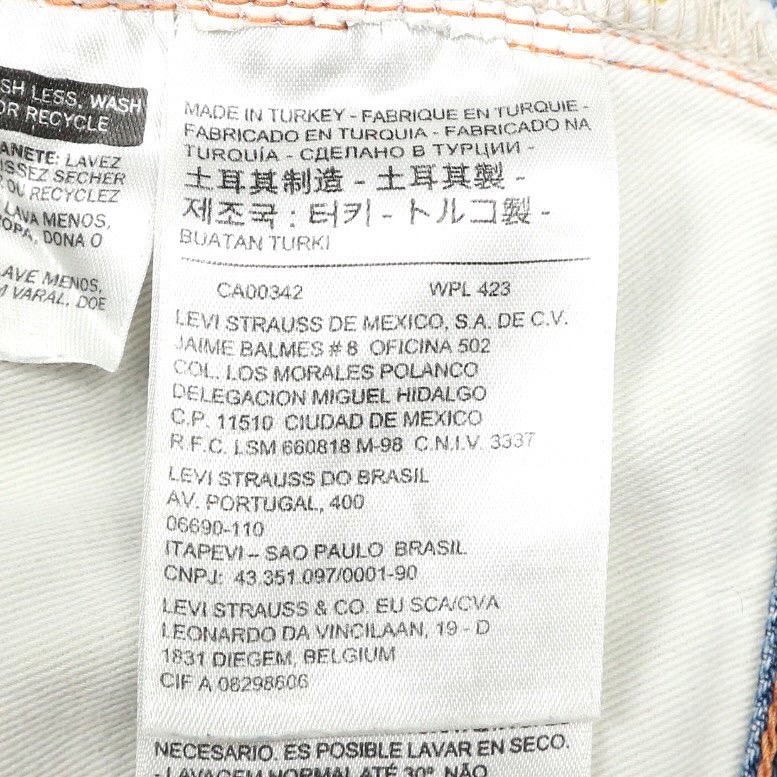 SH LESS, WASH
OR RECYCLE
ANETE: LAVEZ
ISSEZ SECHER
OU RECYCLEZ
LAVA MENOS,
OPA, DONA O
AVE MENOS,
M VARAL, DOE
MADE IN TURKEY - FABRIQUE EN TURQUIE -
FABRICADO EN TURQUIA - FABRICADO NA
TURQUÍA - СДЕЛАНО В ТУРЦИИ -
土耳其制造 - 土耳其製 -
제조국 : 터키 - トルコ製 -
BUATAN TURKI
CA00342 WPL 423
LEVI STRAUSS DE MEXICO, S.A. DE C.V.
JAIME BALMES # 8 OFICINA 502
COL. LOS MORALES POLANCO
DELEGACION MIGUEL HIDALGO
C.P. 11510 CIUDAD DE MEXICO
R.F.C. LSM 660818 M-98 C.N.I.V. 3337
LEVI STRAUSS DO BRASIL
AV. PORTUGAL, 400
06690-110
ITAPEVI – SAO PAULO BRASIL
CNPJ: 43.351.097/0001-90
LEVI STRAUSS & CO. EU SCA/CVA
LEONARDO DA VINCILAAN, 19 - D
1831 DIEGEM, BELGIUM
CIF A 08298606
NECESARIO. ES POSIBLE LAVAR EN SECO.
- LAVAGEM NORMAL ATÉ 30°. NÃO